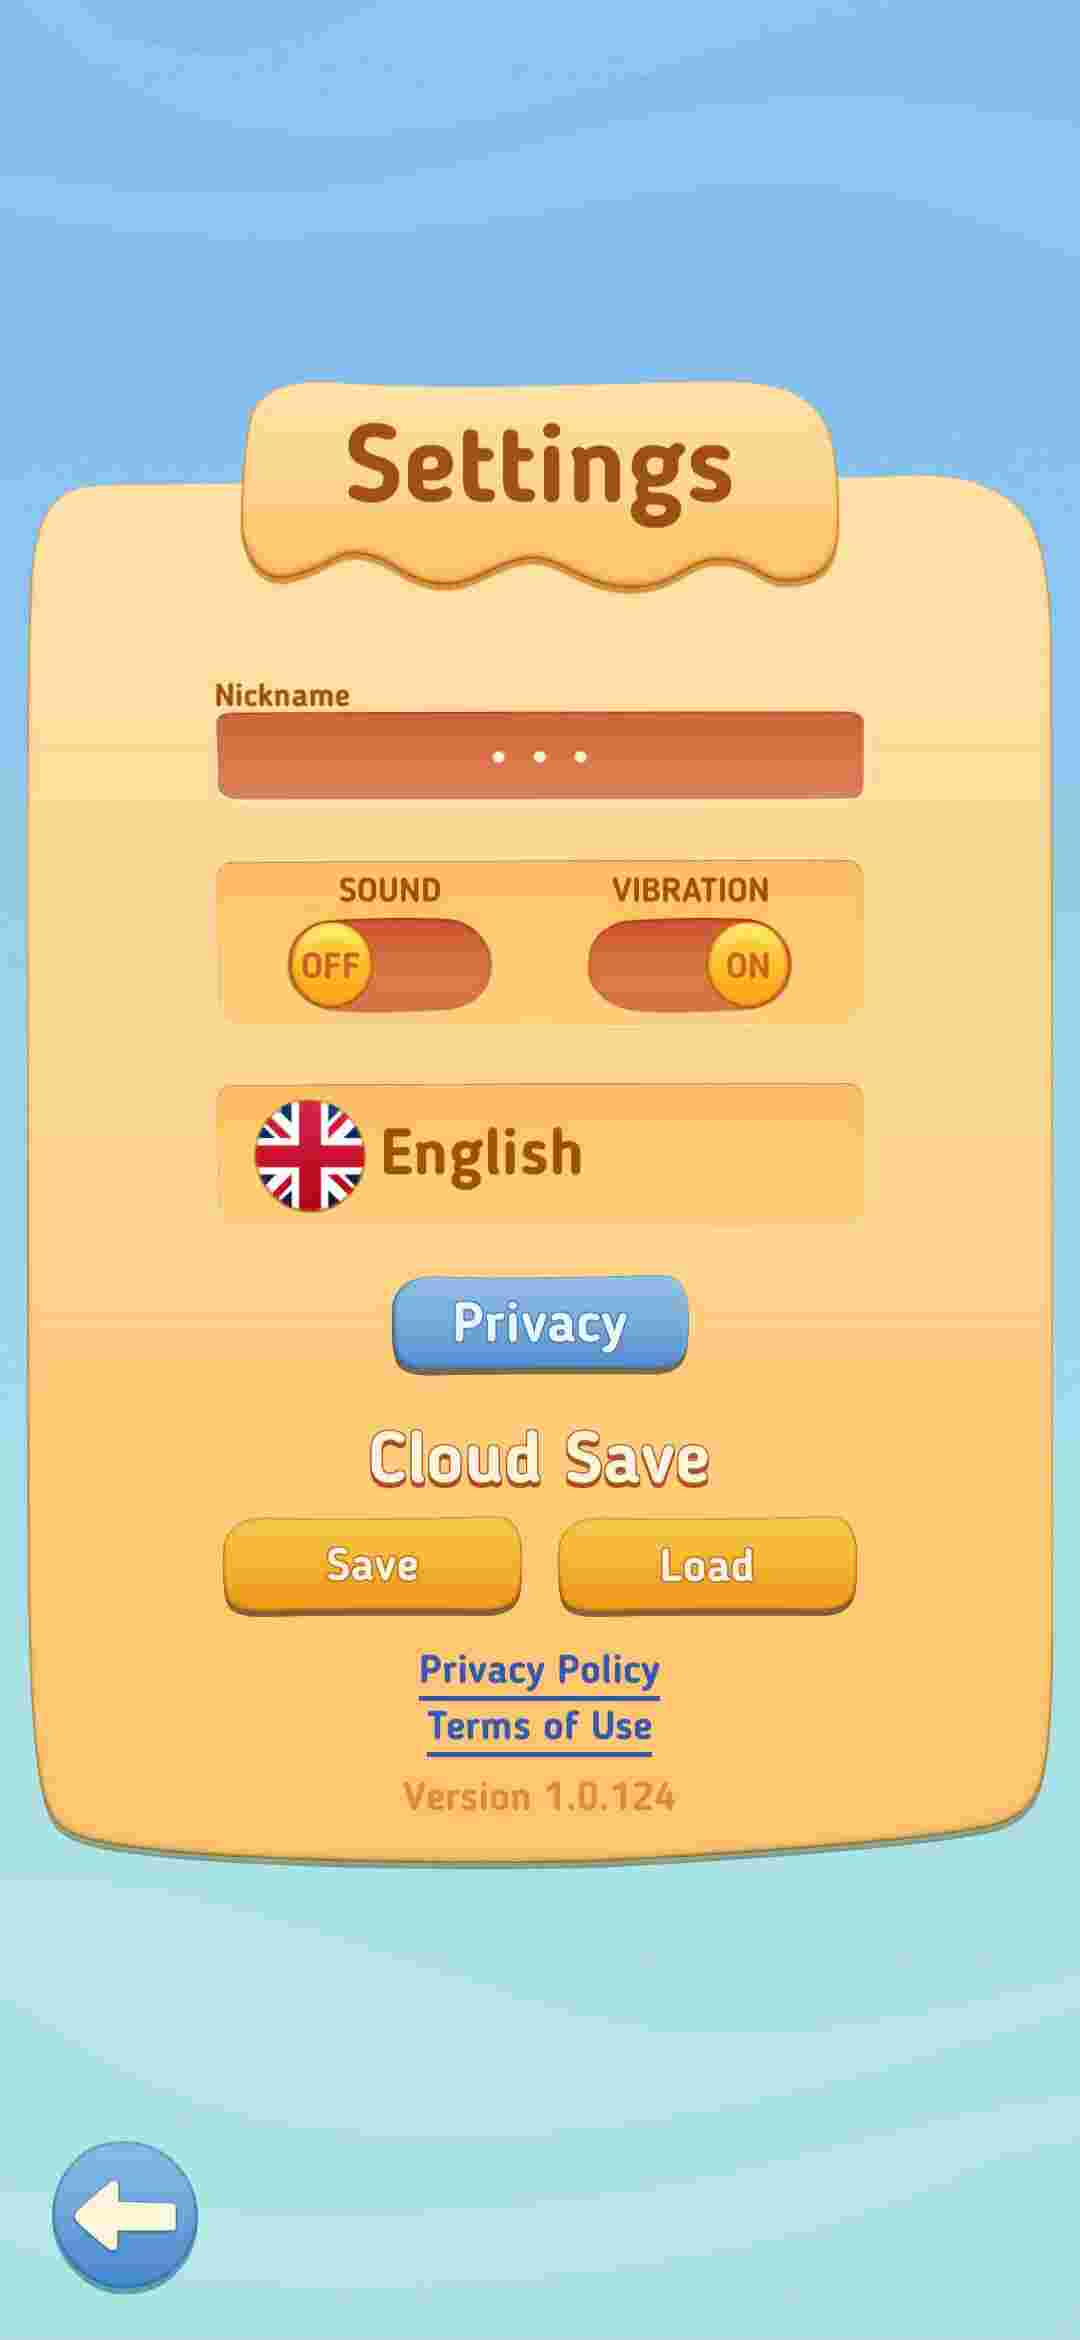 Settings
Nickname
...
SOUND VIBRATION
OFF ON
English
Privacy
Cloud Save
Save Load
Privacy Policy
Terms of Use
Version 1.0.124